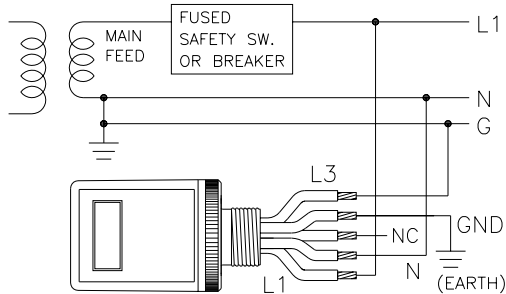 FUSED
SAFETY SW.
OR BREAKER
MAIN
FEED
L1
N
G
L3
GND
NC
N
L1
(EARTH)